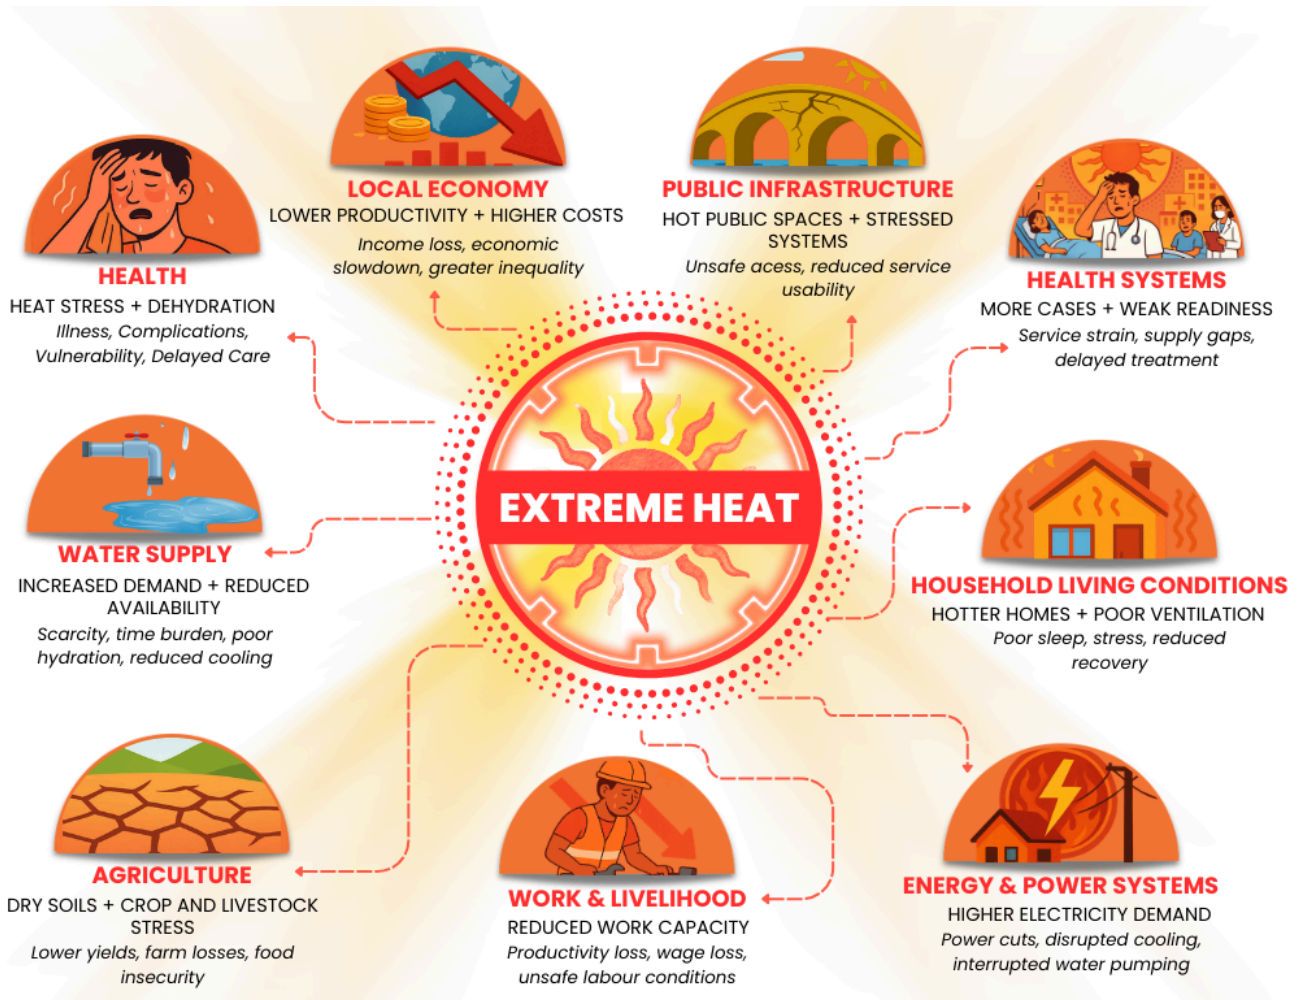 LOCAL ECONOMY
LOWER PRODUCTIVITY + HIGHER COSTS
Income loss, economic
slowdown, greater inequality
PUBLIC INFRASTRUCTURE
HOT PUBLIC SPACES + STRESSED
SYSTEMS
Unsafe acess, reduced service
usability
HEALTH
HEAT STRESS + DEHYDRATION
Illness, Complications,
Vulnerability, Delayed Care
HEALTH SYSTEMS
MORE CASES + WEAK READINESS
Service strain, supply gaps,
delayed treatment
EXTREME HEAT
WATER SUPPLY
INCREASED DEMAND + REDUCED
AVAILABILITY
Scarcity, time burden, poor
hydration, reduced cooling
HOUSEHOLD LIVING CONDITIONS
HOTTER HOMES + POOR VENTILATION
Poor sleep, stress, reduced
recovery
AGRICULTURE
DRY SOILS + CROP AND LIVESTOCK
STRESS
Lower yields, farm losses, food
insecurity
WORK & LIVELIHOOD
REDUCED WORK CAPACITY
Productivity loss, wage loss,
unsafe labour conditions
ENERGY & POWER SYSTEMS
HIGHER ELECTRICITY DEMAND
Power cuts, disrupted cooling,
interrupted water pumping